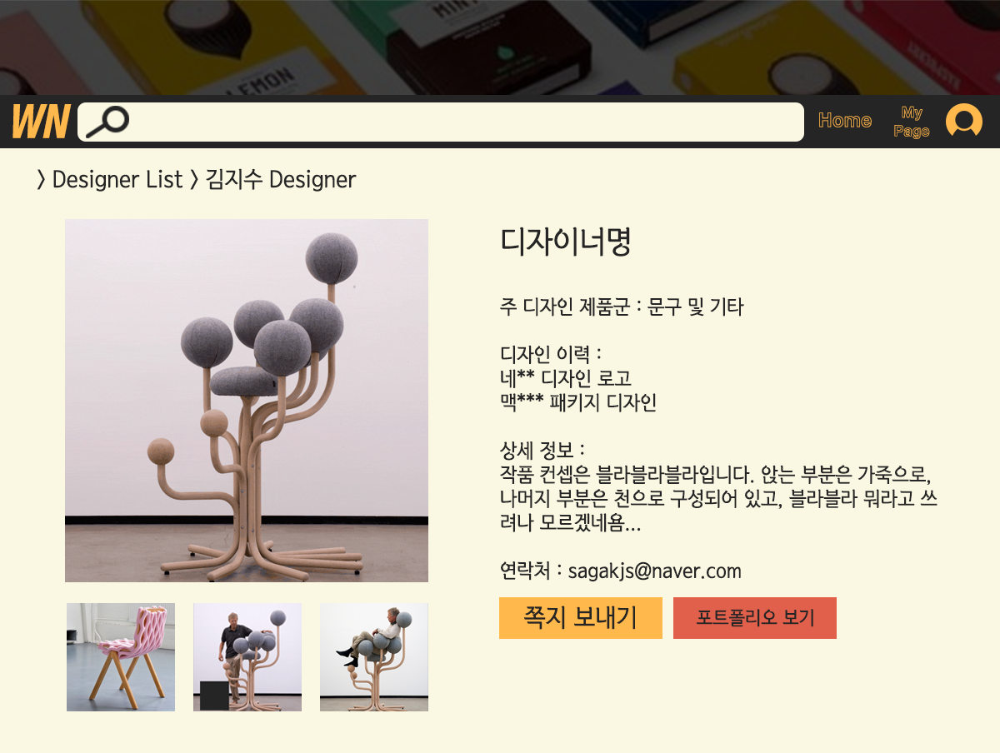 MINT
LEMON
WN
Home
My
Page
> Designer List > 김지수 Designer
디자이너명
주 디자인 제품군 : 문구 및 기타
디자인 이력 :
네** 디자인 로고
맥*** 패키지 디자인
상세 정보 :
작품 컨셉은 블라블라블라입니다. 앉는 부분은 가죽으로,
나머지 부분은 천으로 구성되어 있고, 블라블라 뭐라고 쓰
려나 모르겠네욤...
연락처 : sagakjs@naver.com
쪽지 보내기
포트폴리오 보기